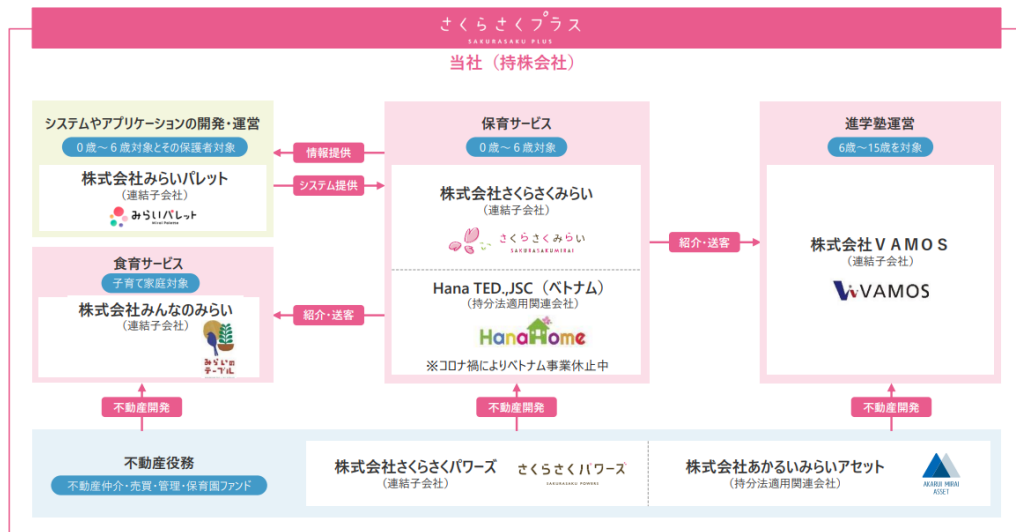 さくらさくプラス
SAKURASAKU PLUS
当社（持株会社）
システムやアプリケーションの開発・運営
０歳～６歳対象とその保護者対象
株式会社みらいパレット
（連結子会社）
みらいパレット
Mirai Palette
情報提供
システム提供
保育サービス
０歳～６歳対象
株式会社さくらさくみらい
（連結子会社）
さくらさくみらい
SAKURASAKUMIRAI
Hana TED.,JSC（ベトナム）
（持分法適用関連会社）
HanaHome
※コロナ禍によりベトナム事業休止中
紹介・送客
進学塾運営
6歳～15歳を対象
株式会社ＶＡＭＯＳ
（連結子会社）
VAMOS
食育サービス
子育て家庭対象
株式会社みんなのみらい
（連結子会社）
みらいの
テーブル
紹介・送客
不動産開発
不動産開発
不動産開発
不動産役務
不動産仲介・売買・管理・保育園ファンド
株式会社さくらさくパワーズ
（連結子会社）
さくらさくパワーズ
SAKURASAKU POWERS
株式会社あかるいみらいアセット
（持分法適用関連会社）
AKARUI MIRAI
ASSET